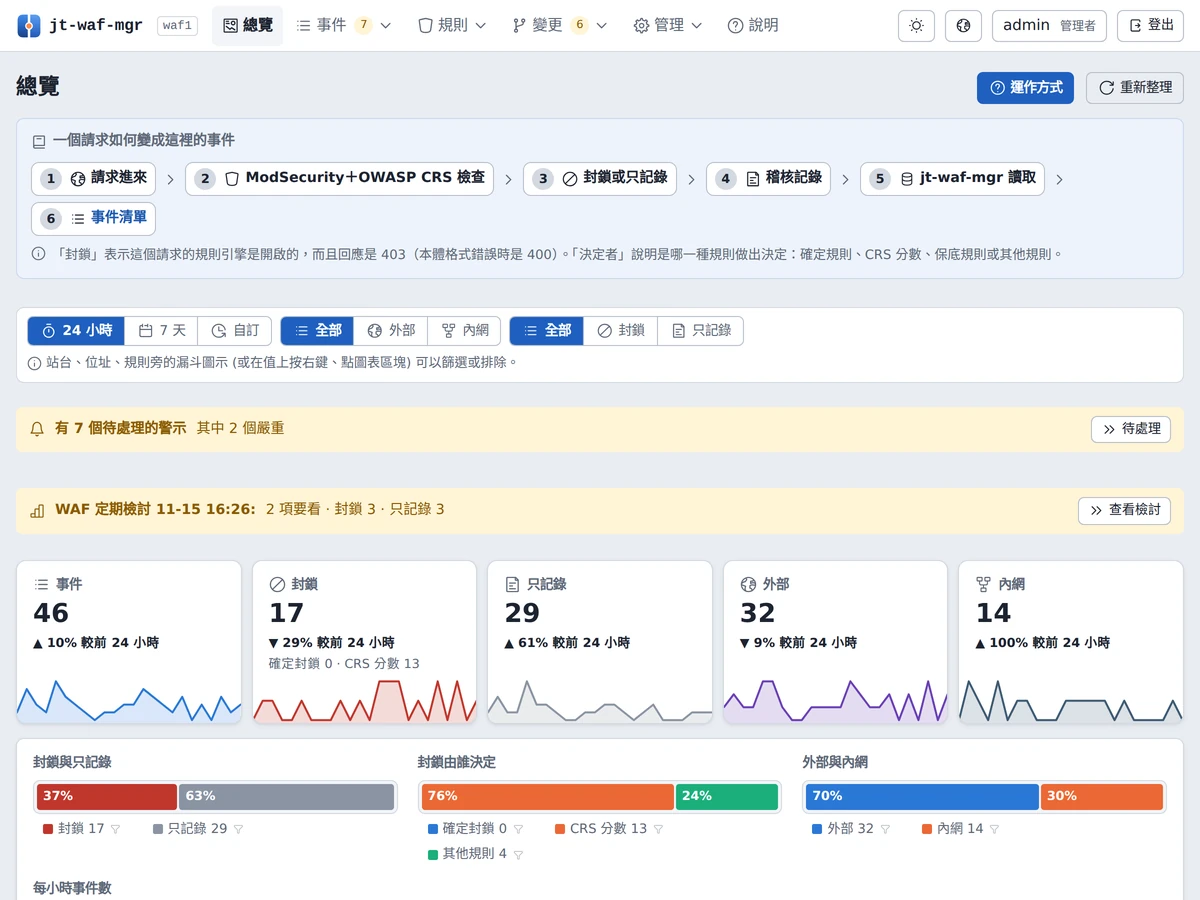 jt-waf-mgr waf1 總覽 事件 7 規則 變更 6 管理 說明 admin 管理者 登出
總覽 運作方式 重新整理
一個請求如何變成這裡的事件
1 請求進來 2 ModSecurity＋OWASP CRS 檢查 3 封鎖或只記錄 4 稽核記錄 5 jt-waf-mgr 讀取
6 事件清單
「封鎖」表示這個請求的規則引擎是開啟的，而且回應是 403（本體格式錯誤時是 400）。「決定者」說明是哪一種規則做出決定：確定規則、CRS 分數、保底規則或其他規則。
24 小時 7 天 自訂 全部 外部 內網 全部 封鎖 只記錄
站台、位址、規則旁的漏斗圖示 (或在值上按右鍵、點圖表區塊) 可以篩選或排除。
有 7 個待處理的警示 其中 2 個嚴重 待處理
WAF 定期檢討 11-15 16:26: 2 項要看 · 封鎖 3 · 只記錄 3 查看檢討
事件 封鎖 只記錄 外部 內網
46 17 29 32 14
▲ 10% 較前 24 小時 ▼ 29% 較前 24 小時 ▲ 61% 較前 24 小時 ▼ 9% 較前 24 小時 ▲ 100% 較前 24 小時
確定封鎖 0 · CRS 分數 13
封鎖與只記錄 封鎖由誰決定 外部與內網
37% 63% 76% 24% 70% 30%
封鎖 17 只記錄 29 確定封鎖 0 CRS 分數 13 外部 32 內網 14
其他規則 4
每小時事件數